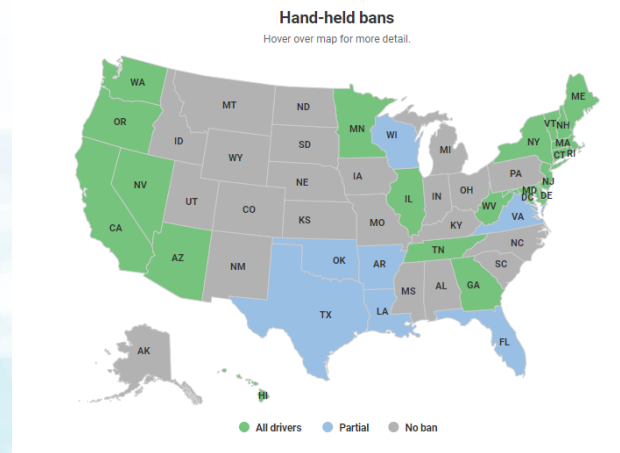 Hand-held bans
Hover over map for more detail.
WA
MT
ND
ME
OR
MN
VT NH
ID
SD
WI
NY
MA
WY
MI
CT RI
IA
PA
NV
NE
NJ
UT
IL
IN
OH
MD
DE
CO
WV
DC
CA
KS
MO
KY
VA
AZ
TN
NC
NM
OK
AR
SC
MS
AL
GA
TX
LA
FL
AK
HI
All drivers
Partial
No ban